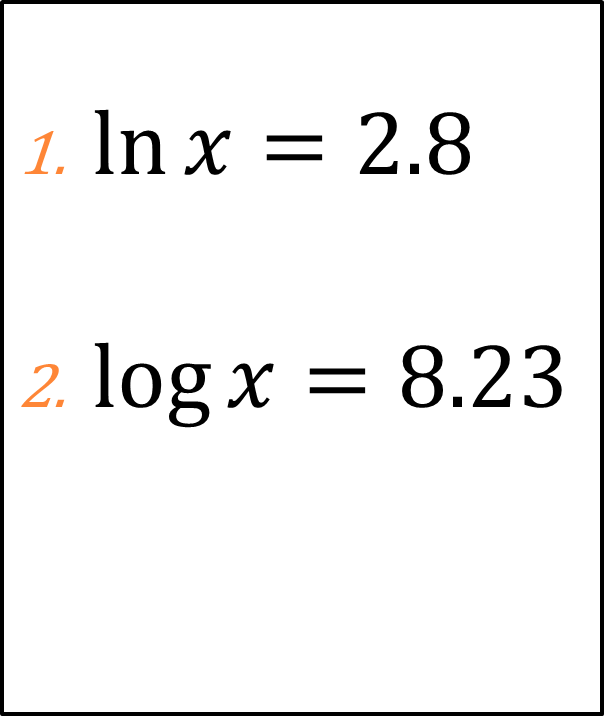 1. ln x = 2.8
2. log x = 8.23